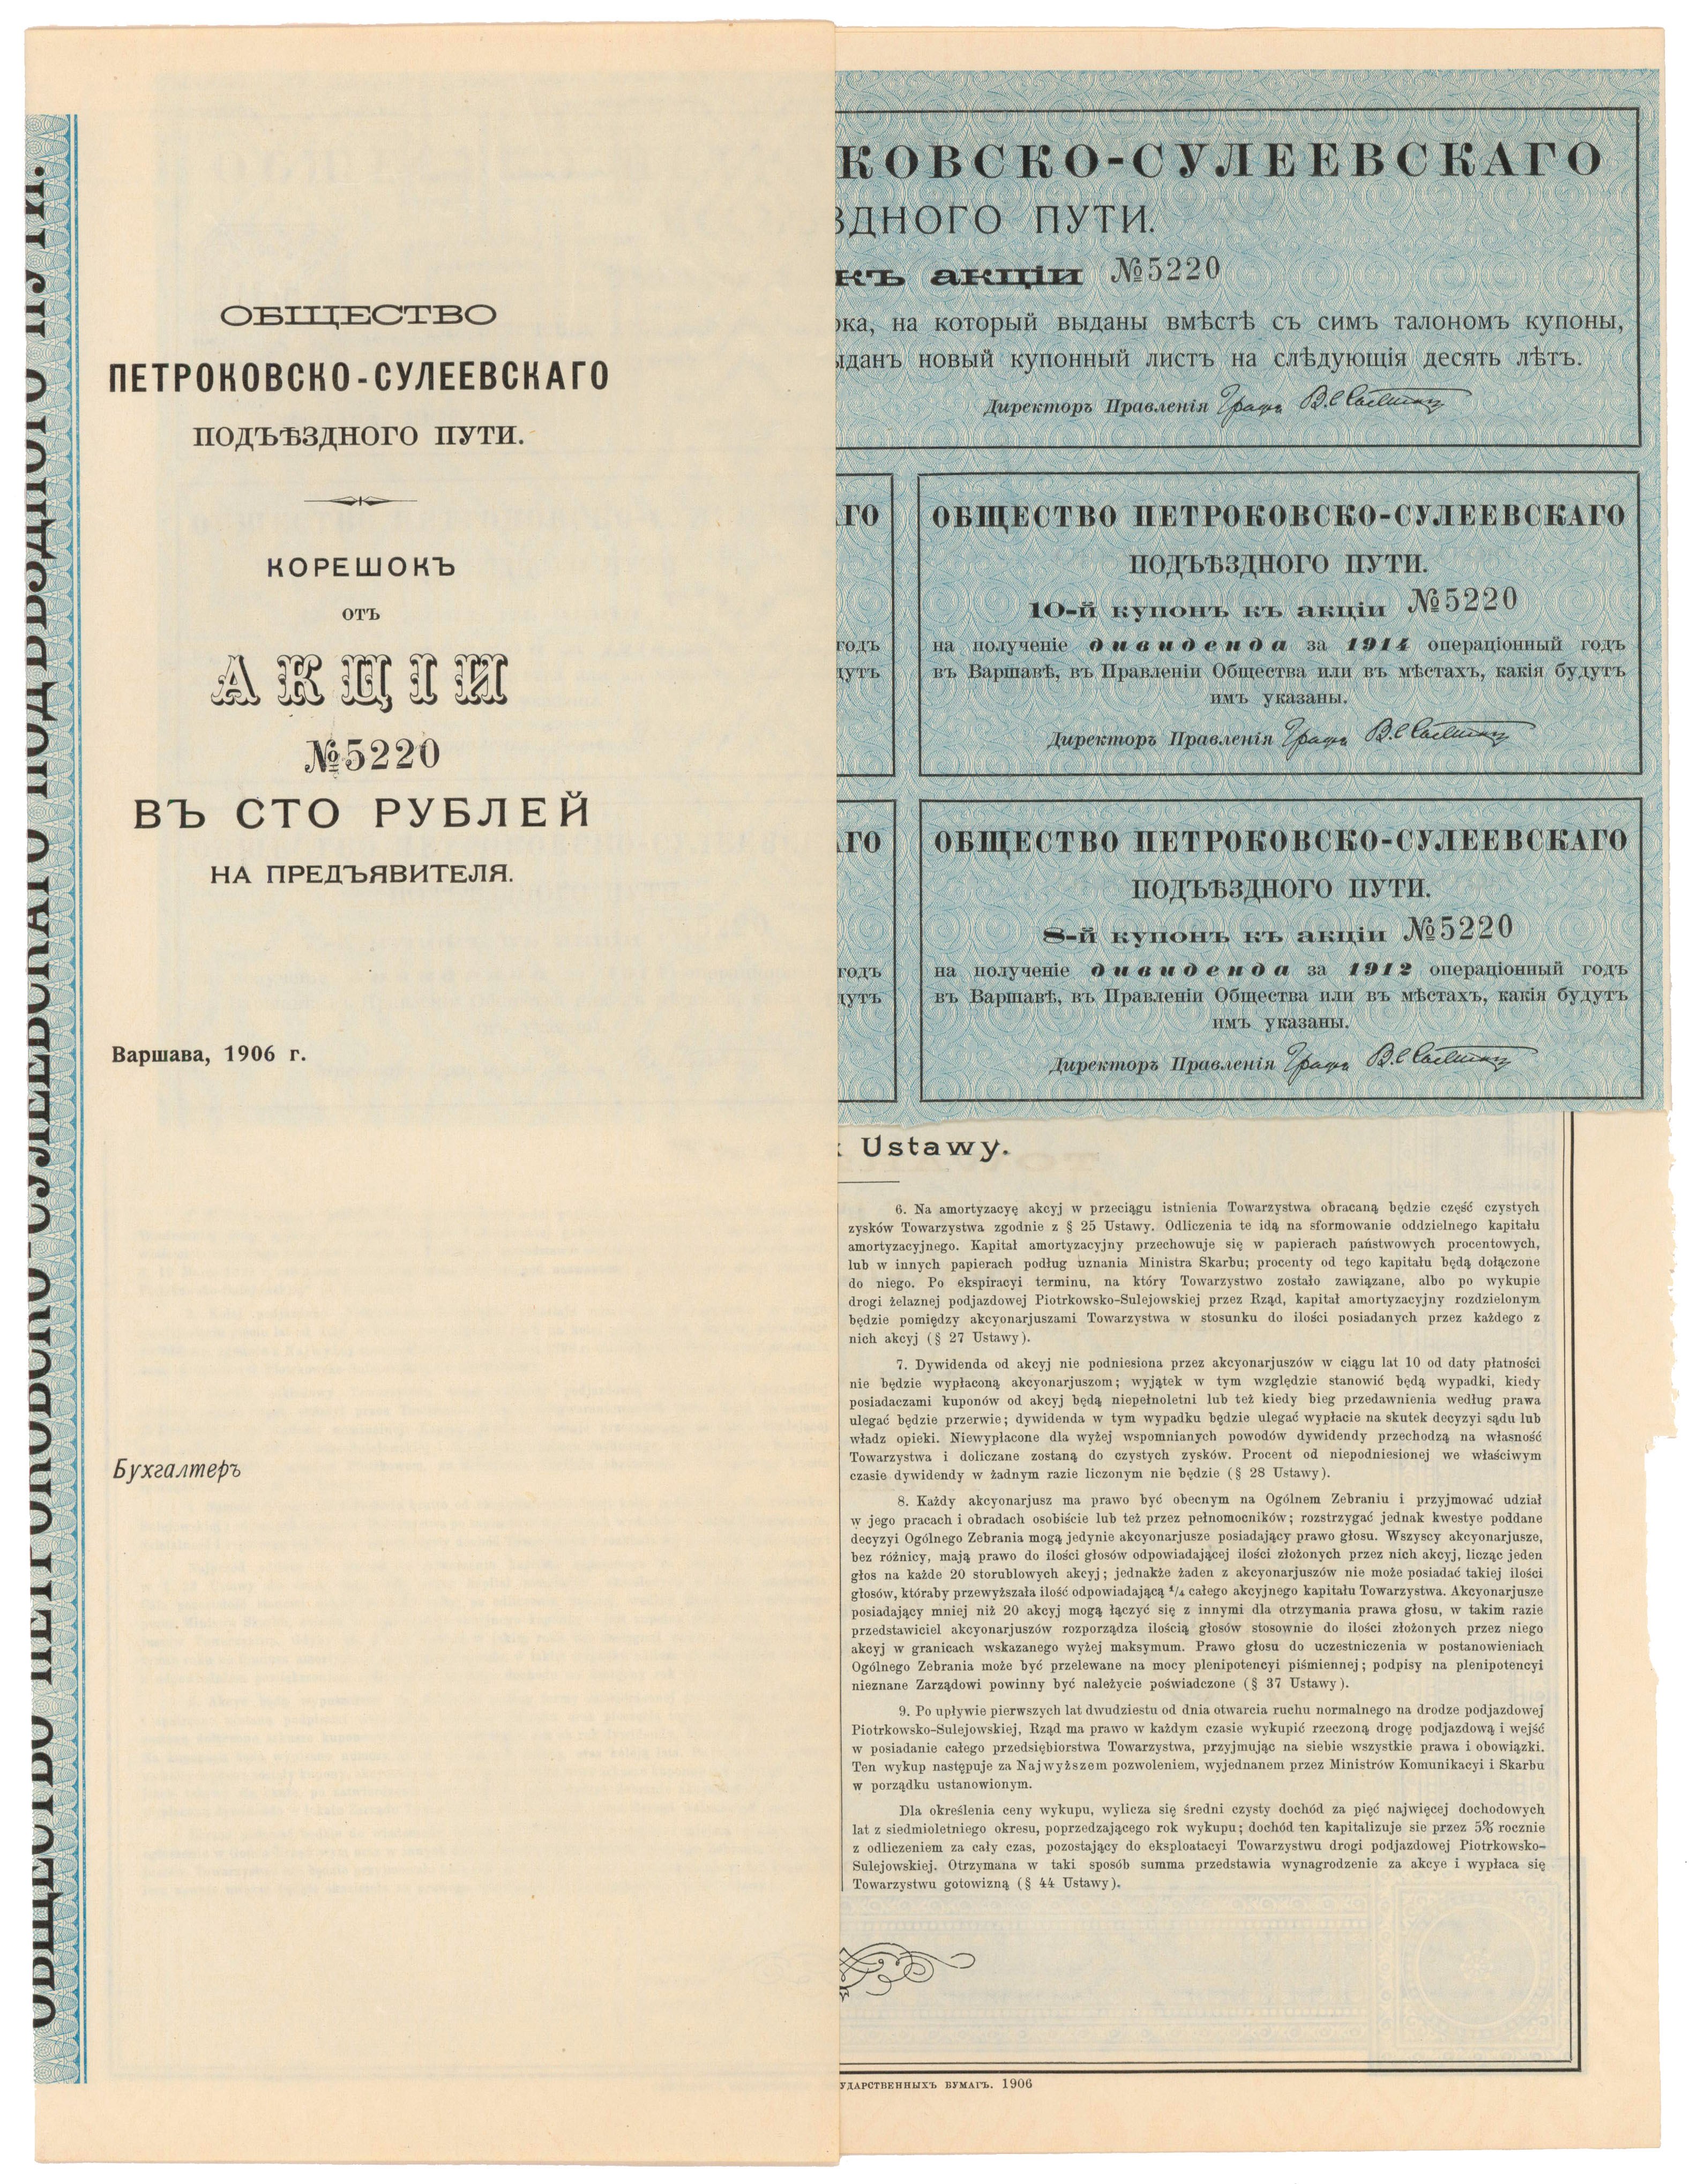 ОБЩЕСТВО ПЕТРОКОВСКО-СУЛЕЕВСКАГО ПОДЪѢЗДНОГО ПУТИ.
ОБЩЕСТВО
ПЕТРОКОВСКО-СУЛЕЕВСКАГО
ПОДЪѢЗДНОГО ПУТИ.
КОРЕШОКЪ
ОТЪ
АКЦІИ
№5220
ВЪ СТО РУБЛЕЙ
НА ПРЕДЪЯВИТЕЛЯ.
Варшава, 1906 г.
Бухгалтеръ
КОВСКО-СУЛЕЕВСКАГО
ЗДНОГО ПУТИ.
къ акціи №5220
ока, на который выданы вмѣстѣ съ симъ талономъ купоны,
ыданъ новый купонный листъ на слѣдующія десять лѣтъ.
Директоръ Правленія Графъ
ГО
годъ
дутъ
ОБЩЕСТВО ПЕТРОКОВСКО-СУЛЕЕВСКАГО
ПОДЪѢЗДНОГО ПУТИ.
10-й купонъ къ акціи №5220
на полученіе дивиденда за 1914 операціонный годъ
въ Варшавѣ, въ Правленіи Общества или въ мѣстахъ, какія будутъ
имъ указаны.
Директоръ Правленія Графъ
ГО
годъ
дутъ
ОБЩЕСТВО ПЕТРОКОВСКО-СУЛЕЕВСКАГО
ПОДЪѢЗДНОГО ПУТИ.
8-й купонъ къ акціи №5220
на полученіе дивиденда за 1912 операціонный годъ
въ Варшавѣ, въ Правленіи Общества или въ мѣстахъ, какія будутъ
имъ указаны.
Директоръ Правленія Графъ
Ustawy.
6. Na amortyzacyę akcyj w przeciągu istnienia Towarzystwa obracaną będzie część czystych
zysków Towarzystwa zgodnie z § 25 Ustawy. Odliczenia te idą na sformowanie oddzielnego kapitału
amortyzacyjnego. Kapitał amortyzacyjny przechowuje się w papierach państwowych procentowych,
lub w innych papierach podług uznania Ministra Skarbu; procenty od tego kapitału będą dołączone
do niego. Po ekspiracyi terminu, na który Towarzystwo zostało zawiązane, albo po wykupie
drogi żelaznej podjazdowej Piotrkowsko-Sulejowskiej przez Rząd, kapitał amortyzacyjny rozdzielonym
będzie pomiędzy akcyonarjuszami Towarzystwa w stosunku do ilości posiadanych przez każdego z
nich akcyj (§ 27 Ustawy).
7. Dywidenda od akcyj nie podniesiona przez akcyonarjuszów w ciągu lat 10 od daty płatności
nie będzie wypłaconą akcyonarjuszom; wyjątek w tym względzie stanowić będą wypadki, kiedy
posiadaczami kuponów od akcyj będą niepełnoletni lub też kiedy bieg przedawnienia według prawa
ulegać będzie przerwie; dywidenda w tym wypadku będzie ulegać wypłacie na skutek decyzyi sądu lub
władz opieki. Niewypłacone dla wyżej wspomnianych powodów dywidendy przechodzą na własność
Towarzystwa i doliczane zostaną do czystych zysków. Procent od niepodniesionej we właściwym
czasie dywidendy w żadnym razie liczonym nie będzie (§ 28 Ustawy).
8. Każdy akcyonarjusz ma prawo być obecnym na Ogólnem Zebraniu i przyjmować udział
w jego pracach i obradach osobiście lub też przez pełnomocników; rozstrzygać jednak kwestye poddane
decyzyi Ogólnego Zebrania mogą jedynie akcyonarjusze posiadający prawo głosu. Wszyscy akcyonarjusze,
bez różnicy, mają prawo do ilości głosów odpowiadającej ilości złożonych przez nich akcyj, licząc jeden
głos na każde 20 storublowych akcyj; jednakże żaden z akcyonarjuszów nie może posiadać takiej ilości
głosów, któraby przewyższała ilość odpowiadającą ¹/₄ całego akcyjnego kapitału Towarzystwa. Akcyonarjusze
posiadający mniej niż 20 akcyj mogą łączyć się z innymi dla otrzymania prawa głosu, w takim razie
przedstawiciel akcyonarjuszów rozporządza ilością głosów stosownie do ilości złożonych przez niego
akcyj w granicach wskazanego wyżej maksymum. Prawo głosu do uczestniczenia w postanowieniach
Ogólnego Zebrania może być przelewane na mocy plenipotencyi piśmiennej; podpisy na plenipotencyi
nieznane Zarządowi powinny być należycie poświadczone (§ 37 Ustawy).
9. Po upływie pierwszych lat dwudziestu od dnia otwarcia ruchu normalnego na drodze podjazdowej
Piotrkowsko-Sulejowskiej, Rząd ma prawo w każdym czasie wykupić rzeczoną drogę podjazdową i wejść
w posiadanie całego przedsiębiorstwa Towarzystwa, przyjmując na siebie wszystkie prawa i obowiązki.
Ten wykup następuje za Najwyższem pozwoleniem, wyjednanem przez Ministrów Komunikacyi i Skarbu
w porządku ustanowionym.
Dla określenia ceny wykupu, wylicza się średni czysty dochód za pięć najwięcej dochodowych
lat z siedmioletniego okresu, poprzedzającego rok wykupu; dochód ten kapitalizuje sie przez 5% rocznie
z odliczeniem za cały czas, pozostający do eksploatacyi Towarzystwu drogi podjazdowej Piotrkowsko-
Sulejowskiej. Otrzymana w taki sposób summa przedstawia wynagrodzenie za akcye i wypłaca się
Towarzystwu gotowizną (§ 44 Ustawy).
УДАРСТВЕННЫХЪ БУМАГЪ. 1906